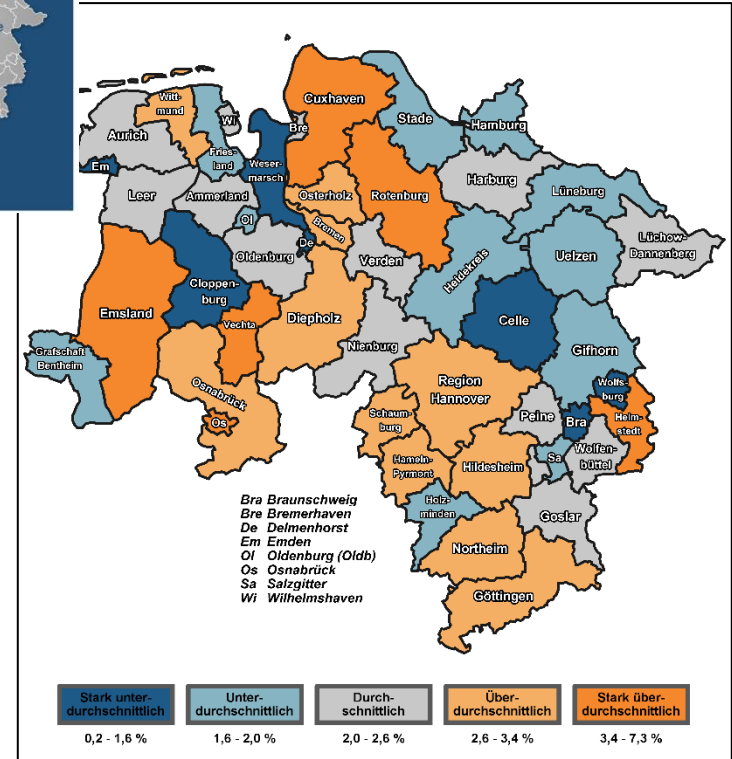 Cuxhaven
Witt-
mund
Stade
Hamburg
Wi
Bre
Aurich
Fries-
land
Weser-
marsch
Em
Harburg
Leer
Ammerland
Osterholz
Rotenburg
Lüneburg
Ol
Bremen
De
Oldenburg
Verden
Heidekreis
Uelzen
Lüchow-
Dannenberg
Cloppen-
burg
Emsland
Vechta
Diepholz
Celle
Nienburg
Gifhorn
Grafschaft
Bentheim
Osnabrück
Region
Hannover
Wolfs-
burg
Schaum-
burg
Peine
Bra
Helm-
stedt
Os
Hameln-
Pyrmont
Hildesheim
Sa
Wolfen-
büttel
Holz-
minden
Goslar
Northeim
Göttingen
Bra Braunschweig
Bre Bremerhaven
De Delmenhorst
Em Emden
Ol Oldenburg (Oldb)
Os Osnabrück
Sa Salzgitter
Wi Wilhelmshaven
Stark unter-
durchschnittlich
Unter-
durchschnittlich
Durch-
schnittlich
Über-
durchschnittlich
Stark über-
durchschnittlich
0,2 - 1,6 %
1,6 - 2,0 %
2,0 - 2,6 %
2,6 - 3,4 %
3,4 - 7,3 %